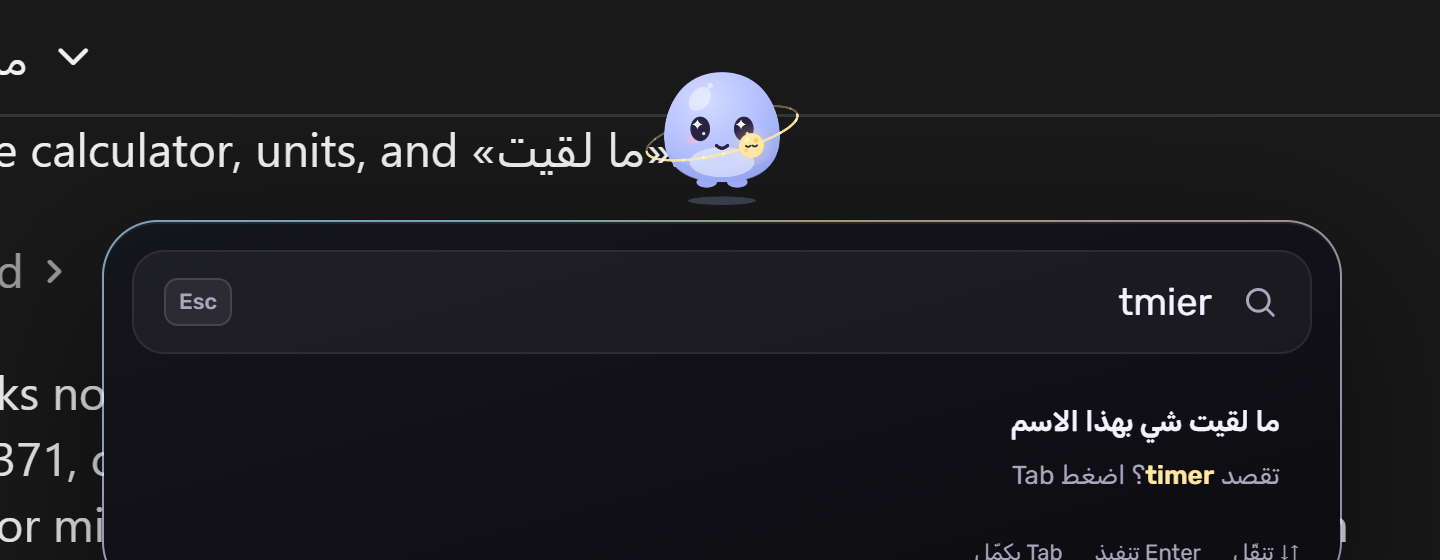 e calculator, units, and «ما لقيت»
d
Esc
tmier
ks no
371,
or mi
ما لقيت شي بهذا الاسم
تقصد timer؟ اضغط Tab
↑↓ تنقّل Enter تنفيذ Tab يكمّل